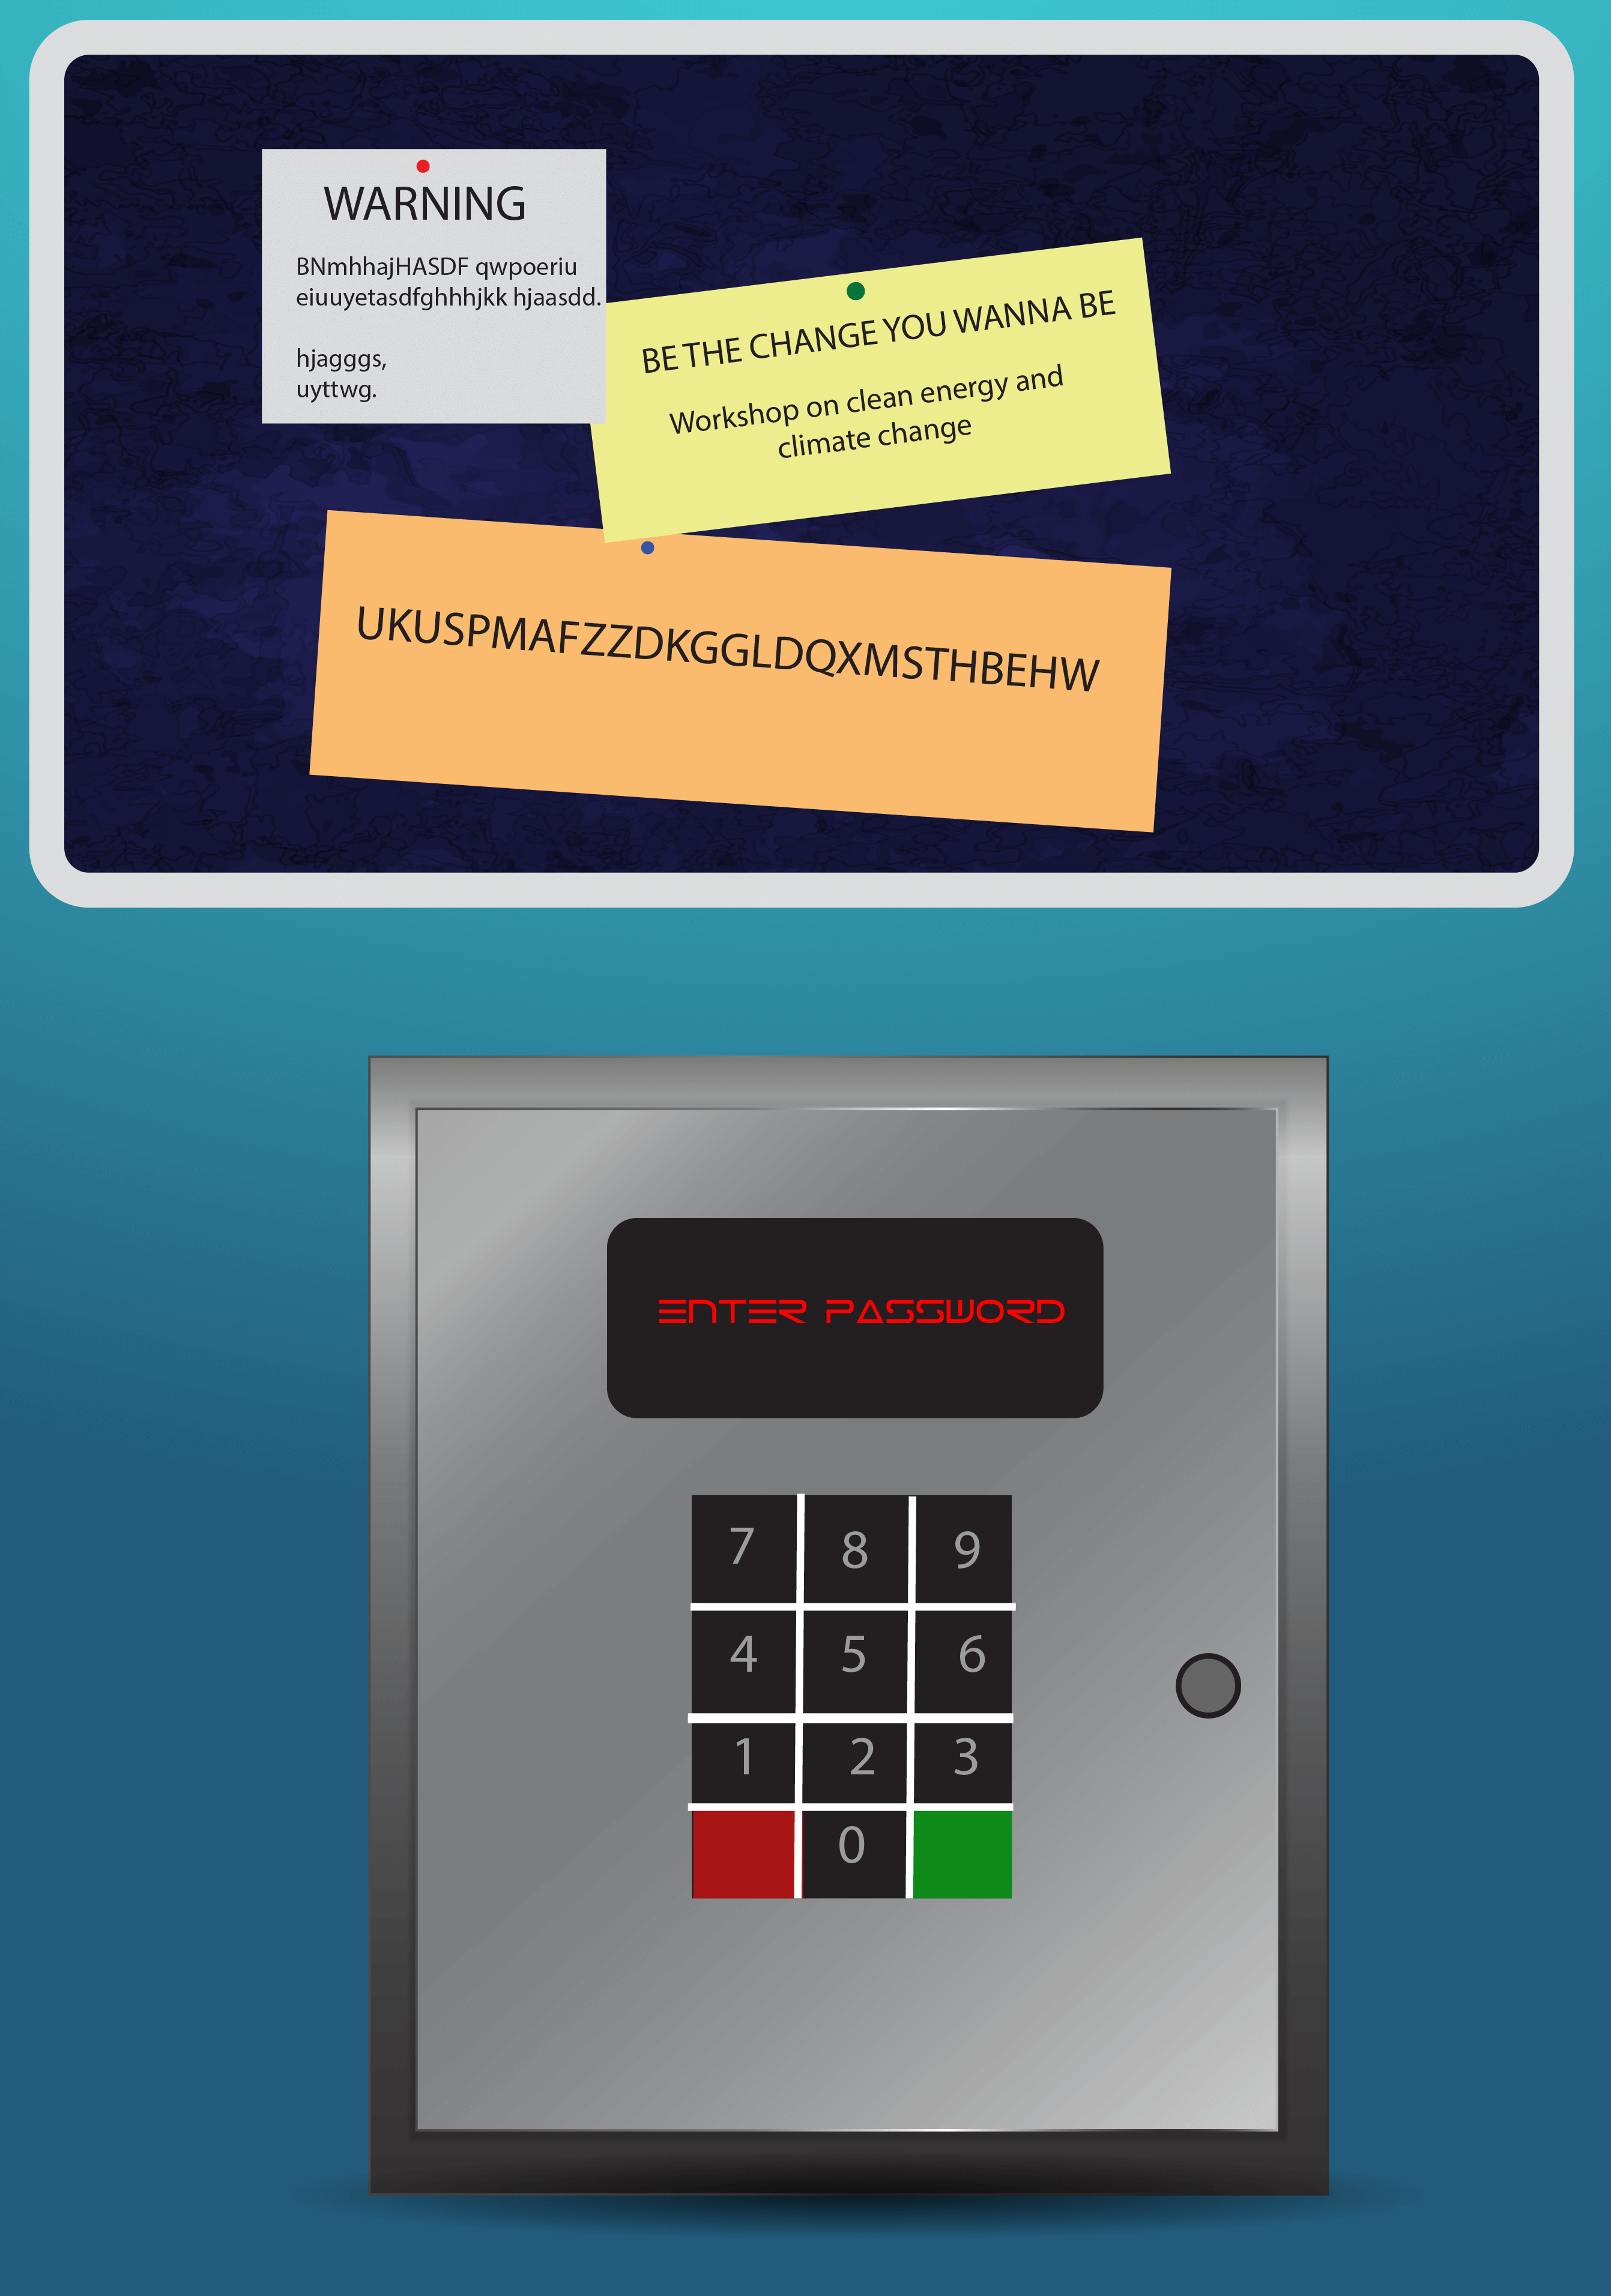 WARNING
BNmhhajHASDF qwpoeriu
eiuuyetasdfghhhjkk hjaasdd.
hjagggs,
uyttwg.
BE THE CHANGE YOU WANNA BE
Workshop on clean energy and
climate change
UKUSPMAFZZDKGGLDQXMSTHBEHW
ENTER PASSWORD
7 8 9
4 5 6
1 2 3
0